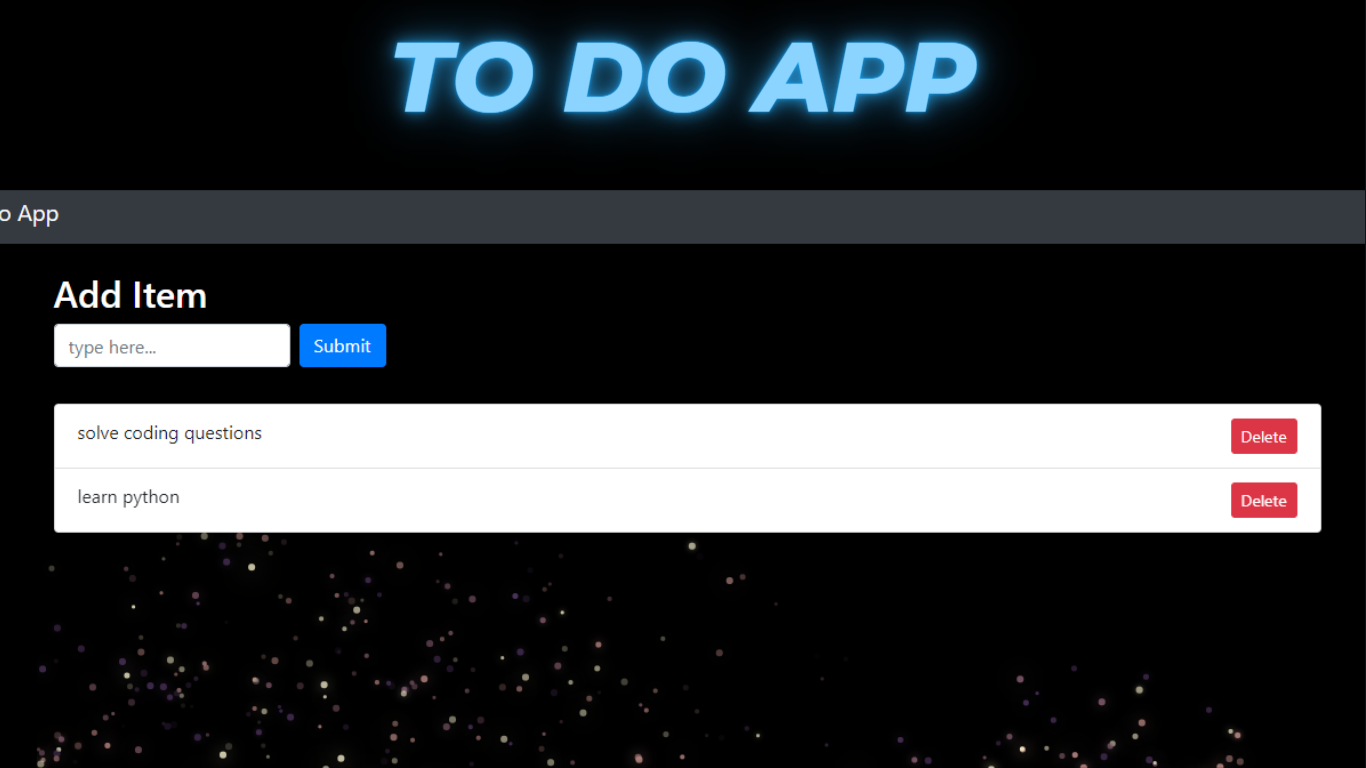 TO DO APP
o App
Add Item
type here...
Submit
solve coding questions
Delete
learn python
Delete